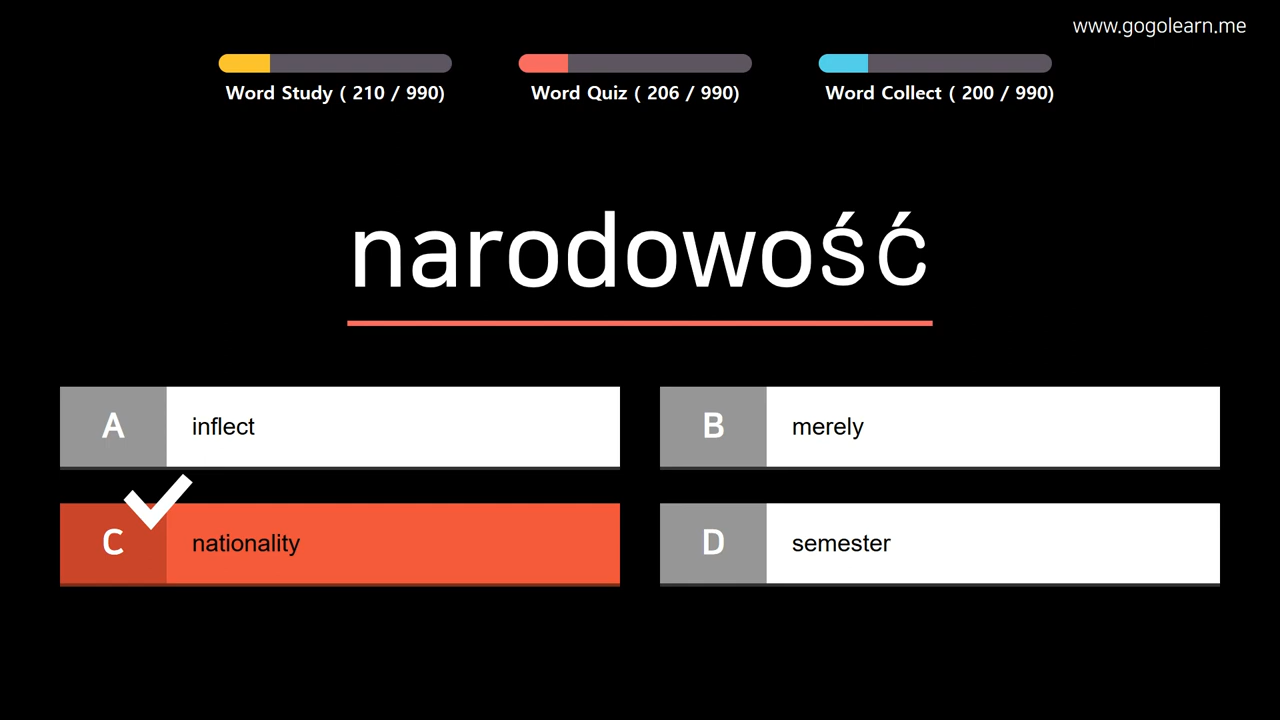 www.gogolearn.me
Word Study ( 210 / 990)
Word Quiz ( 206 / 990)
Word Collect ( 200 / 990)
narodowość
A inflect
B merely
C nationality
D semester